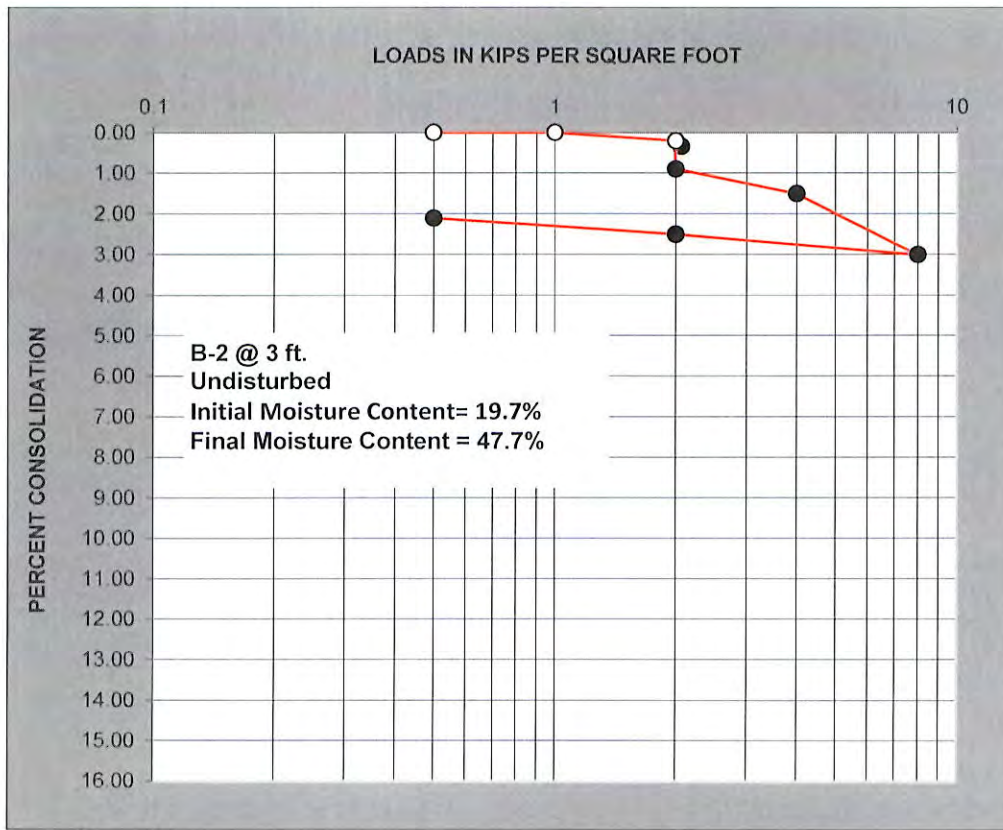 LOADS IN KIPS PER SQUARE FOOT
0.1 1 10
0.00
1.00
2.00
3.00
4.00
5.00
6.00
7.00
8.00
9.00
10.00
11.00
12.00
13.00
14.00
15.00
16.00
PERCENT CONSOLIDATION
B-2 @ 3 ft.
Undisturbed
Initial Moisture Content= 19.7%
Final Moisture Content = 47.7%